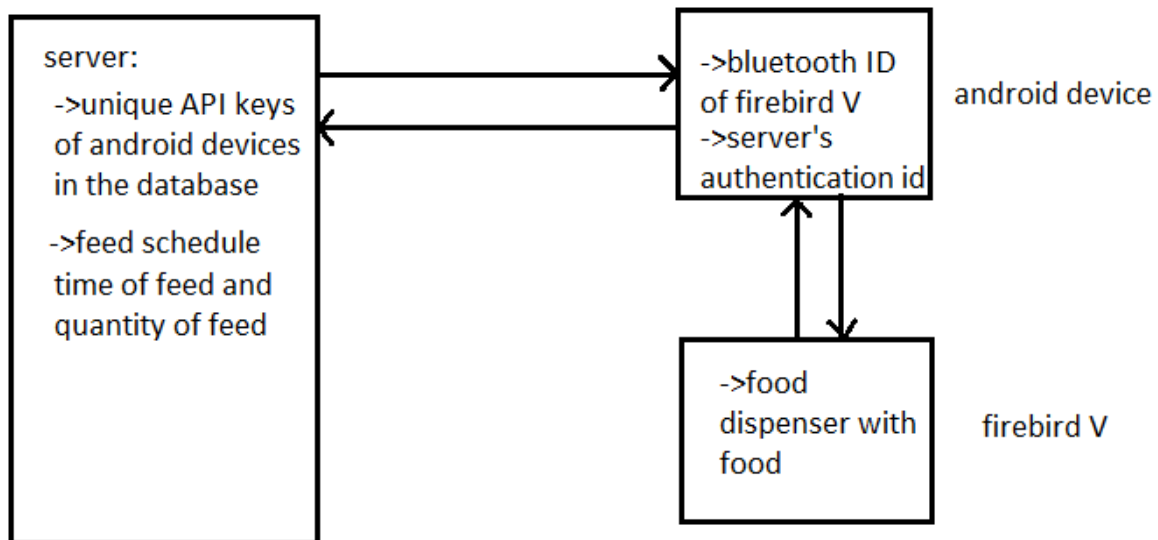 server:
->unique API keys
of android devices
in the database
->feed schedule
time of feed and
quantity of feed
->bluetooth ID
of firebird V
->server's
authentication id
android device
->food
dispenser with
food
firebird V